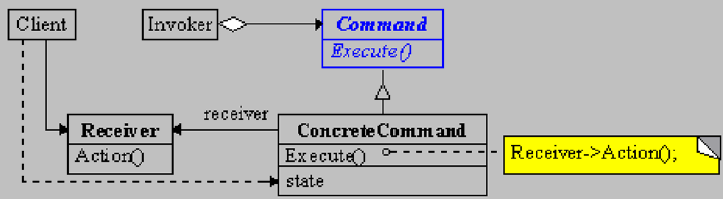 Client
Invoker
Command
Execute()
receiver
Receiver
Action()
ConcreteCommand
Execute()
state
Receiver->Action();